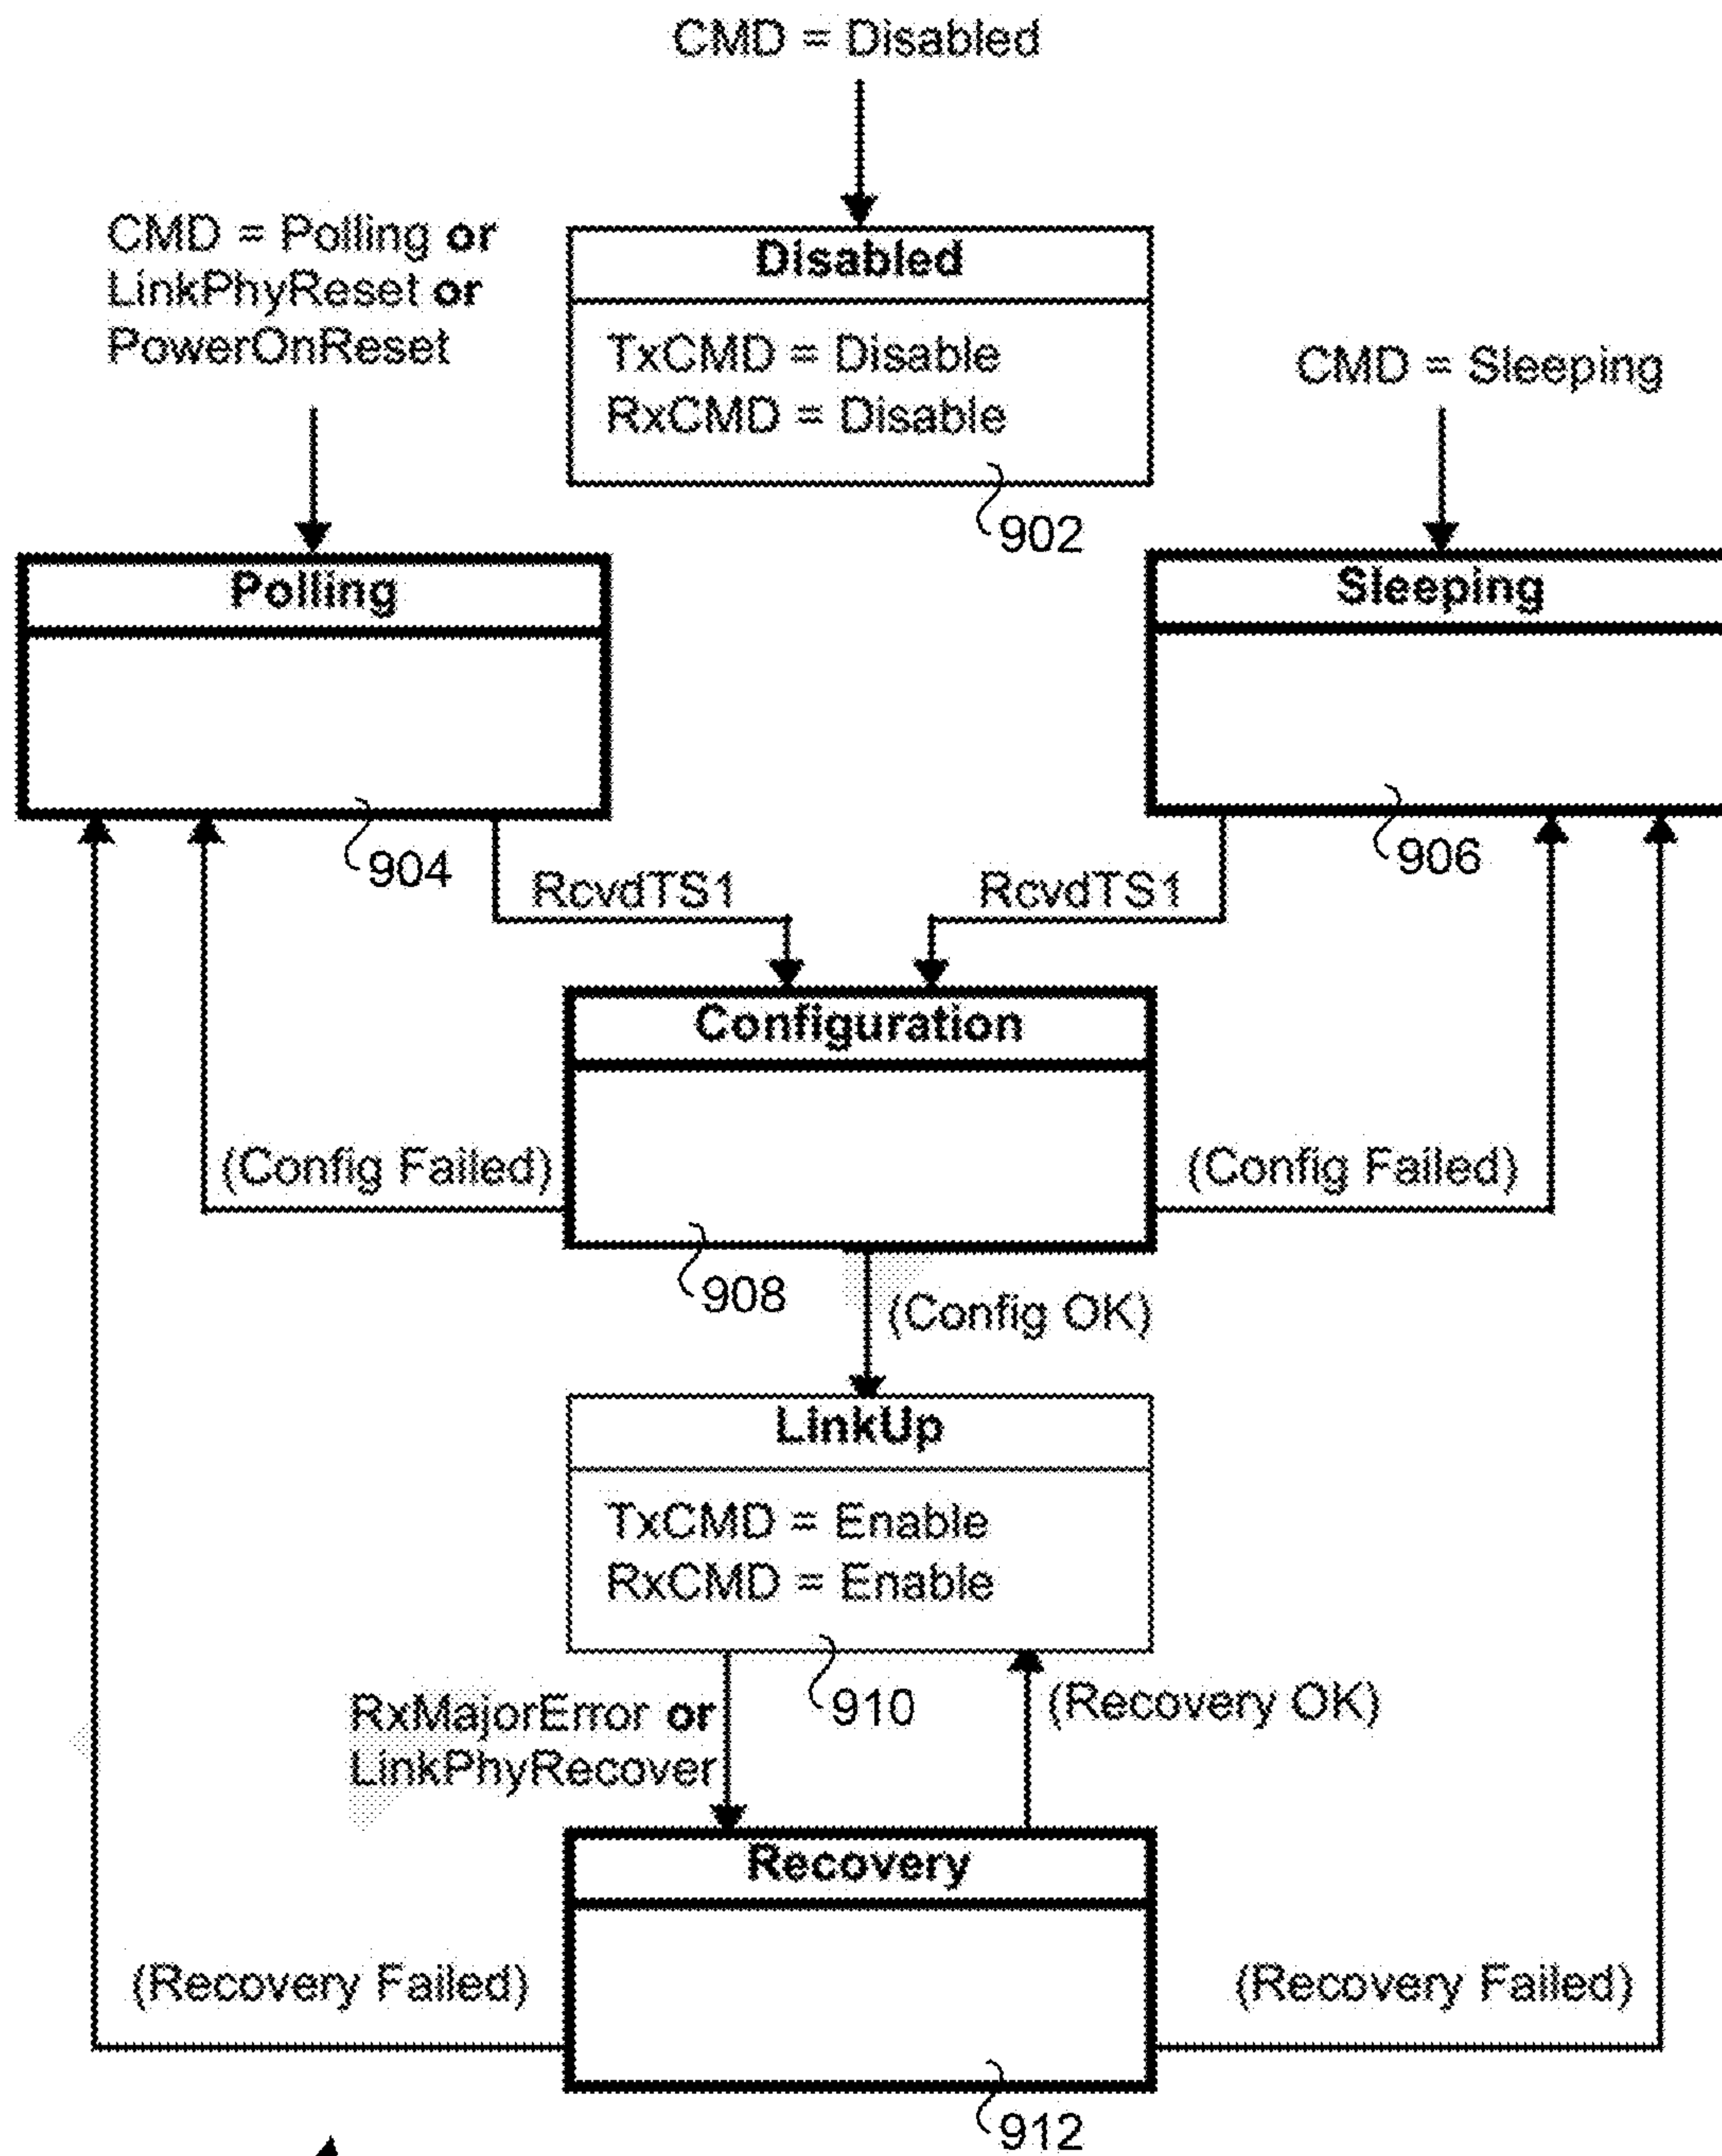 CMD = Disabled
CMD = Polling or
LinkPhyReset or
PowerOnReset
Disabled
TxCMD = Disable
RxCMD = Disable
902
CMD = Sleeping
Polling
904
Sleeping
906
RcvdTS1
RcvdTS1
Configuration
908
(Config Failed)
(Config Failed)
(Config OK)
LinkUp
TxCMD = Enable
RxCMD = Enable
910
RxMajorError or
LinkPhyRecover
(Recovery OK)
Recovery
912
(Recovery Failed)
(Recovery Failed)